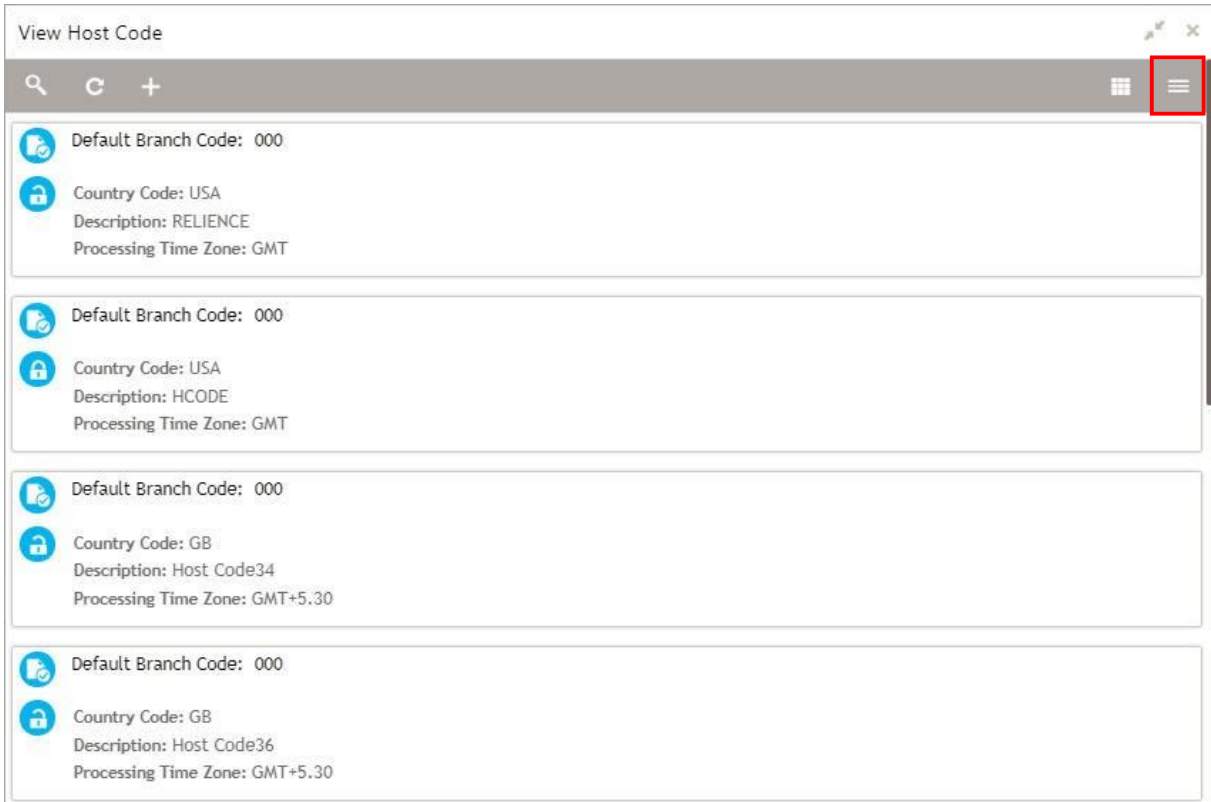 View Host Code
Default Branch Code: 000
Country Code: USA
Description: RELIENCE
Processing Time Zone: GMT
Default Branch Code: 000
Country Code: USA
Description: HCODE
Processing Time Zone: GMT
Default Branch Code: 000
Country Code: GB
Description: Host Code34
Processing Time Zone: GMT+5.30
Default Branch Code: 000
Country Code: GB
Description: Host Code36
Processing Time Zone: GMT+5.30